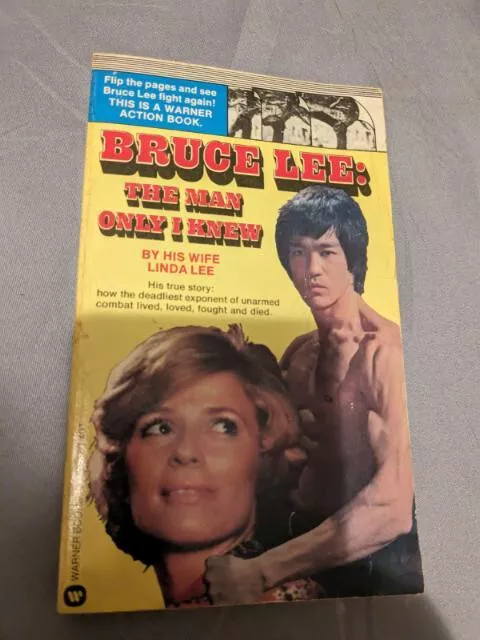 Flip the pages and see
Bruce Lee fight again!
THIS IS A WARNER
ACTION BOOK.
BRUCE LEE:
THE MAN
ONLY I KNEW
BY HIS WIFE
LINDA LEE
His true story:
how the deadliest exponent of unarmed
combat lived, loved, fought and died.
WARNER